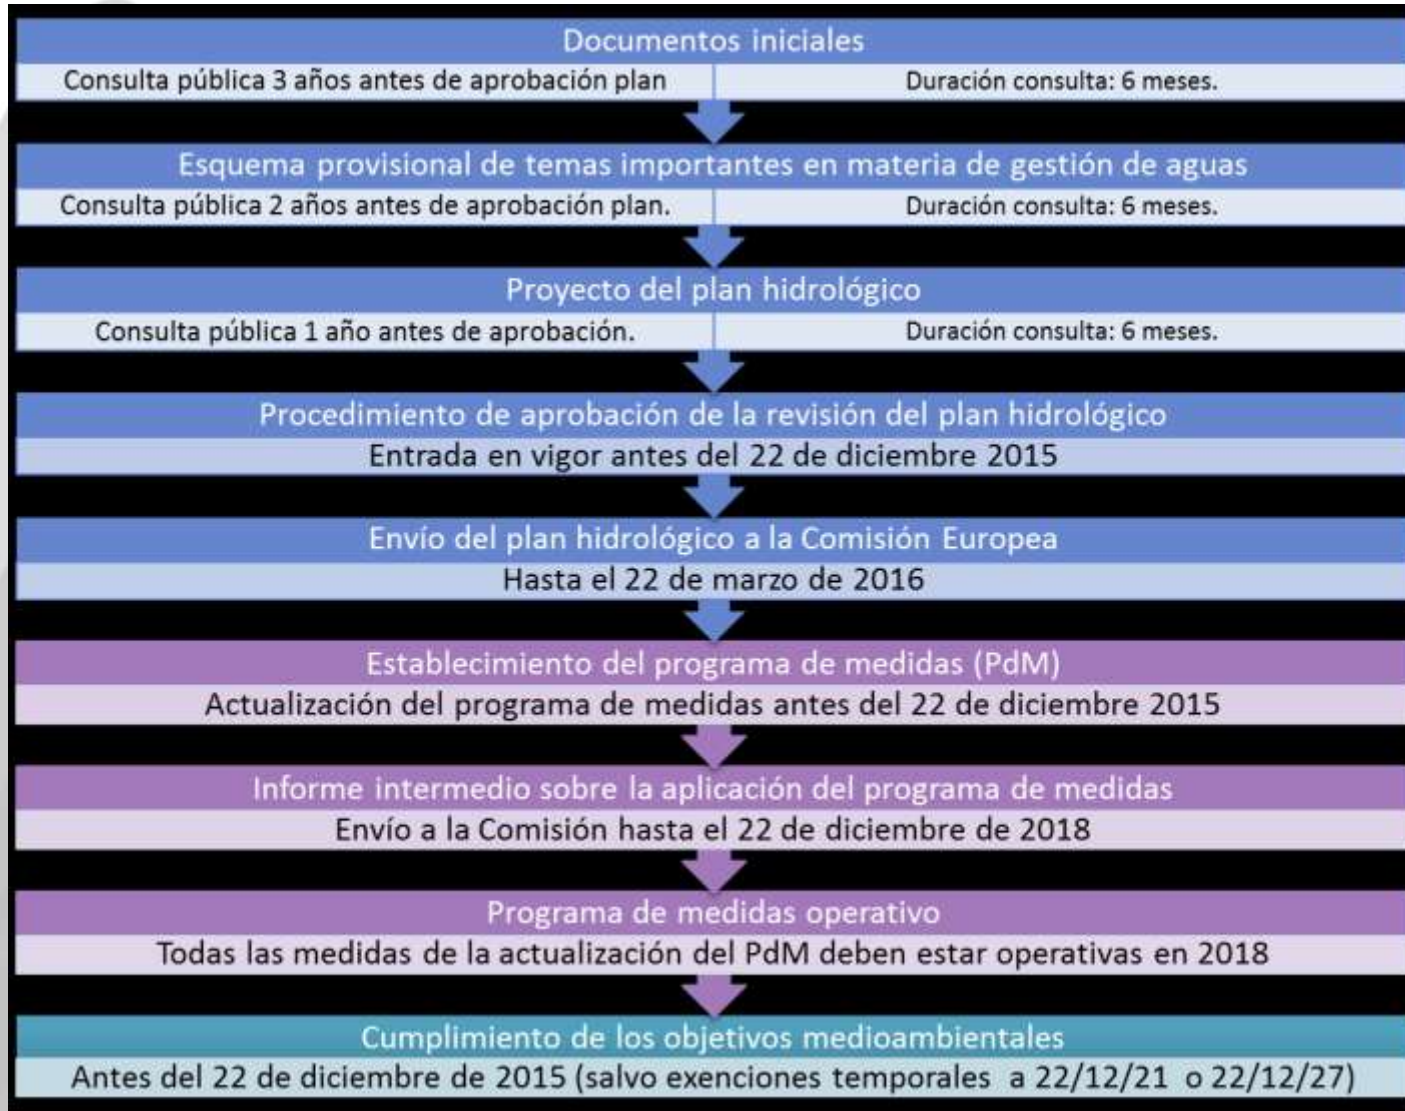 Documentos iniciales
Consulta pública 3 años antes de aprobación plan
Duración consulta: 6 meses.
Esquema provisional de temas importantes en materia de gestión de aguas
Consulta pública 2 años antes de aprobación plan.
Duración consulta: 6 meses.
Proyecto del plan hidrológico
Consulta pública 1 año antes de aprobación.
Duración consulta: 6 meses.
Procedimiento de aprobación de la revisión del plan hidrológico
Entrada en vigor antes del 22 de diciembre 2015
Envío del plan hidrológico a la Comisión Europea
Hasta el 22 de marzo de 2016
Establecimiento del programa de medidas (PdM)
Actualización del programa de medidas antes del 22 de diciembre 2015
Informe intermedio sobre la aplicación del programa de medidas
Envío a la Comisión hasta el 22 de diciembre de 2018
Programa de medidas operativo
Todas las medidas de la actualización del PdM deben estar operativas en 2018
Cumplimiento de los objetivos medioambientales
Antes del 22 de diciembre de 2015 (salvo exenciones temporales a 22/12/21 o 22/12/27)